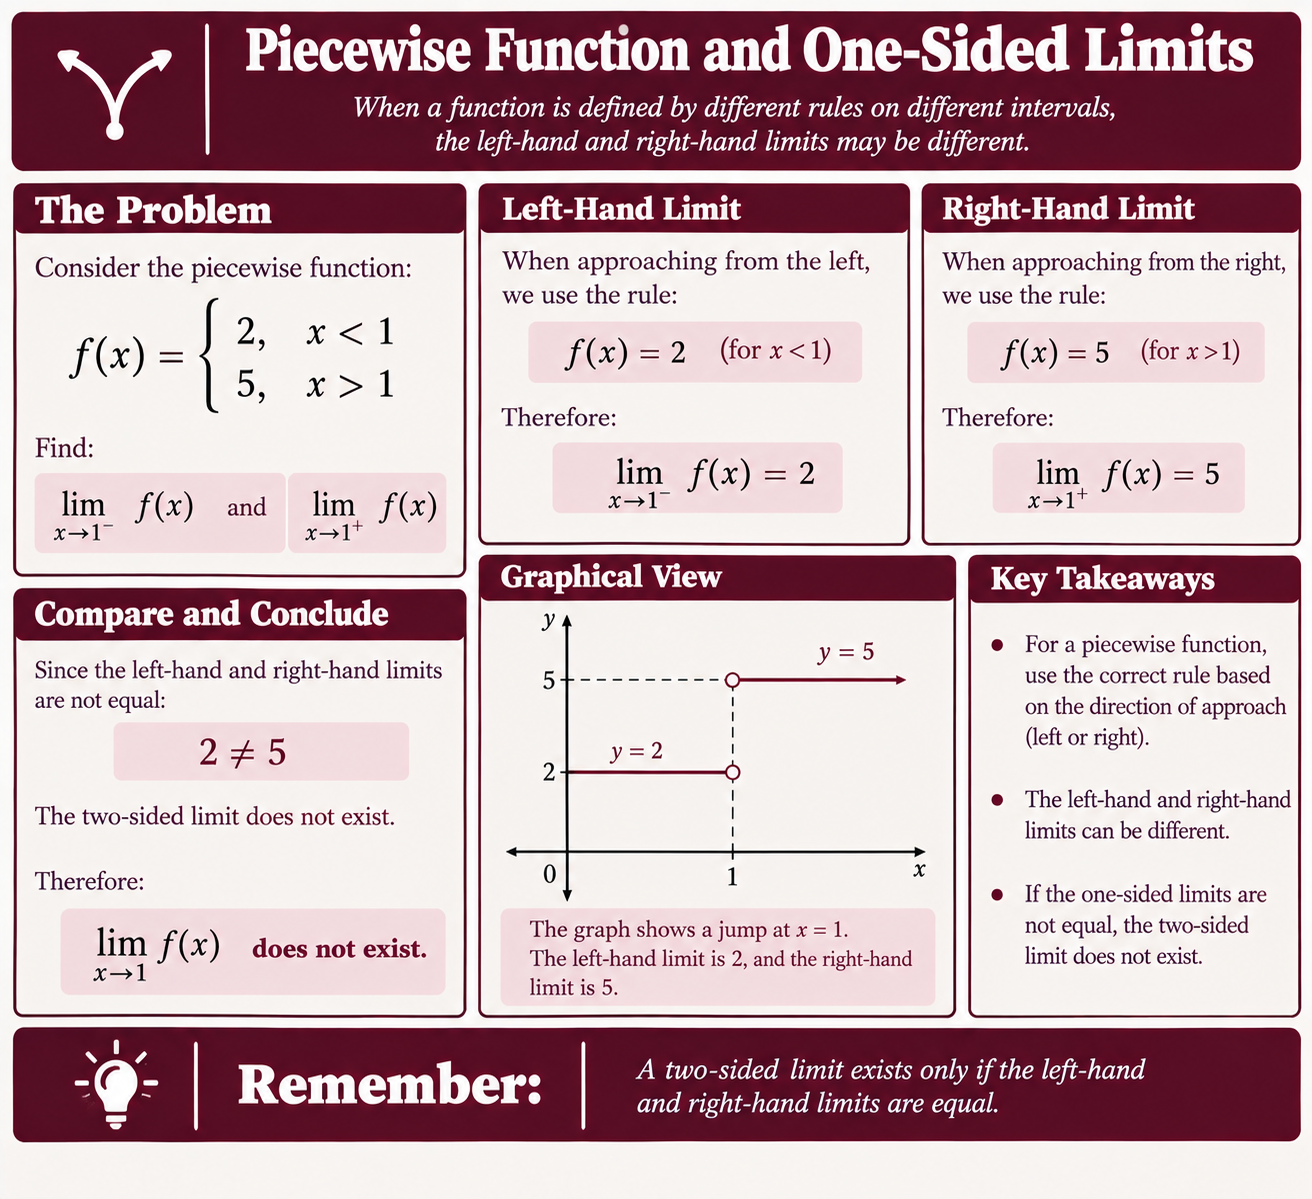 Piecewise Function and One-Sided Limits
When a function is defined by different rules on different intervals,
the left-hand and right-hand limits may be different.
The Problem
Consider the piecewise function:
f(x) = { 2, x < 1
5, x > 1
Find:
lim f(x) and lim f(x)
x→1⁻ x→1⁺
Left-Hand Limit
When approaching from the left,
we use the rule:
f(x) = 2 (for x < 1)
Therefore:
lim f(x) = 2
x→1⁻
Right-Hand Limit
When approaching from the right,
we use the rule:
f(x) = 5 (for x > 1)
Therefore:
lim f(x) = 5
x→1⁺
Compare and Conclude
Since the left-hand and right-hand limits
are not equal:
2 ≠ 5
The two-sided limit does not exist.
Therefore:
lim f(x) does not exist.
x→1
Graphical View
y
y = 5
5
y = 2
2
0
1
x
The graph shows a jump at x = 1.
The left-hand limit is 2, and the right-hand
limit is 5.
Key Takeaways
• For a piecewise function,
use the correct rule based
on the direction of approach
(left or right).
• The left-hand and right-hand
limits can be different.
• If the one-sided limits are
not equal, the two-sided
limit does not exist.
Remember:
A two-sided limit exists only if the left-hand
and right-hand limits are equal.